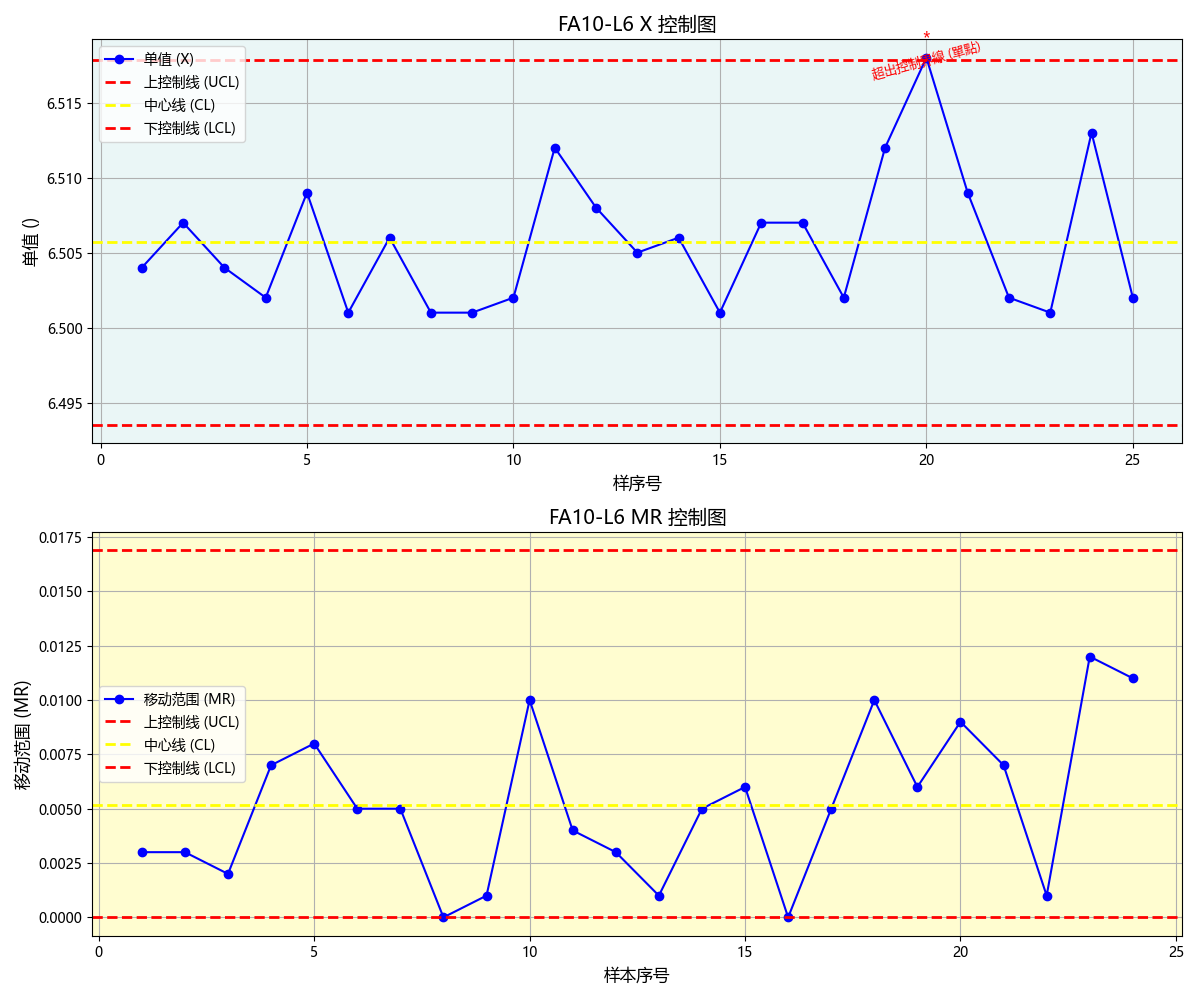 FA10-L6 X 控制图
*
超出控制界線 (單點)
单值 (X)
上控制线 (UCL)
中心线 (CL)
下控制线 (LCL)
单值 ()
6.515
6.510
6.505
6.500
6.495
0 5 10 15 20 25
样序号
FA10-L6 MR 控制图
移动范围 (MR)
0.0175
0.0150
0.0125
0.0100
0.0075
0.0050
0.0025
0.0000
移动范围 (MR)
上控制线 (UCL)
中心线 (CL)
下控制线 (LCL)
0 5 10 15 20 25
样本序号